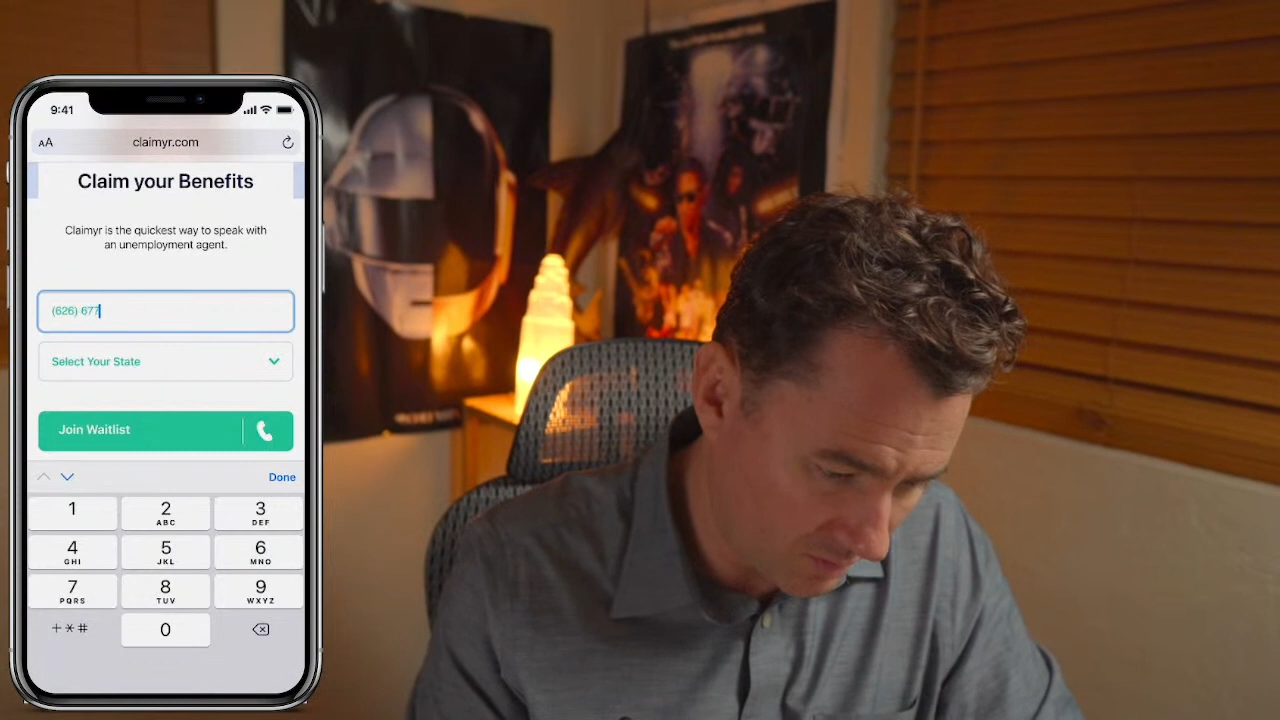 9:41
AA
claimyr.com
Claim your Benefits
Claimyr is the quickest way to speak with
an unemployment agent.
(626) 677
Select Your State
Join Waitlist
Done
1
2
3
ABC
DEF
4
5
6
GHI
JKL
MNO
7
8
9
PQRS
TUV
WXYZ
+*#
0